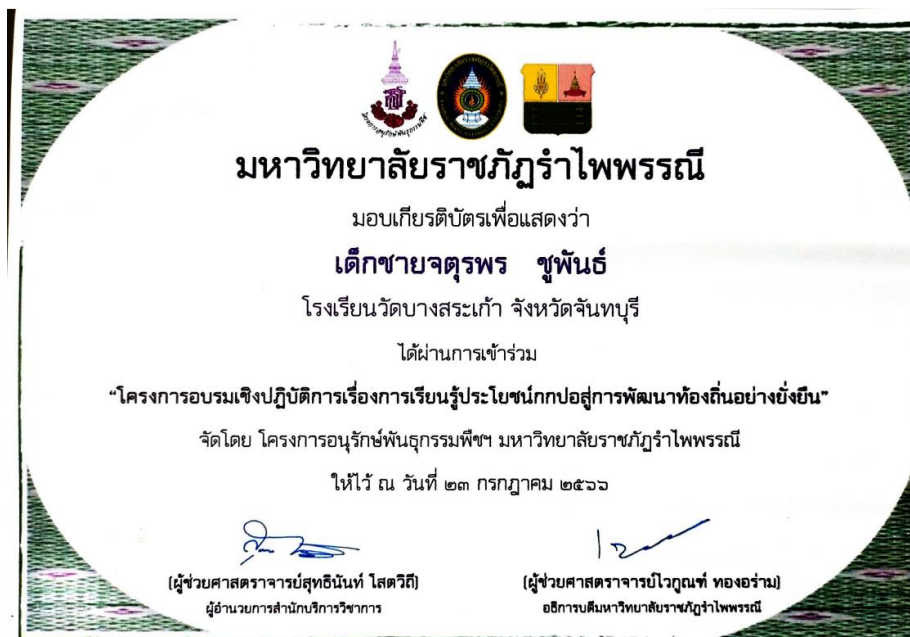 มหาวิทยาลัยราชภัฏรำไพพรรณี
มอบเกียรติบัตรเพื่อแสดงว่า
เด็กชายจตุรพร ชูพันธ์
โรงเรียนวัดบางสระเก้า จังหวัดจันทบุรี
ได้ผ่านการเข้าร่วม
“โครงการอบรมเชิงปฏิบัติการเรื่องการเรียนรู้ประโยชน์กกปอสู่การพัฒนาท้องถิ่นอย่างยั่งยืน”
จัดโดย โครงการอนุรักษ์พันธุกรรมพืชฯ มหาวิทยาลัยราชภัฏรำไพพรรณี
ให้ไว้ ณ วันที่ ๒๓ กรกฎาคม ๒๕๖๖
(ผู้ช่วยศาสตราจารย์สุทธินันท์ โสตวิถี) (ผู้ช่วยศาสตราจารย์ไวกูณฑ์ ทองอร่าม)
ผู้อำนวยการสำนักบริการวิชาการ อธิการบดีมหาวิทยาลัยราชภัฏรำไพพรรณี